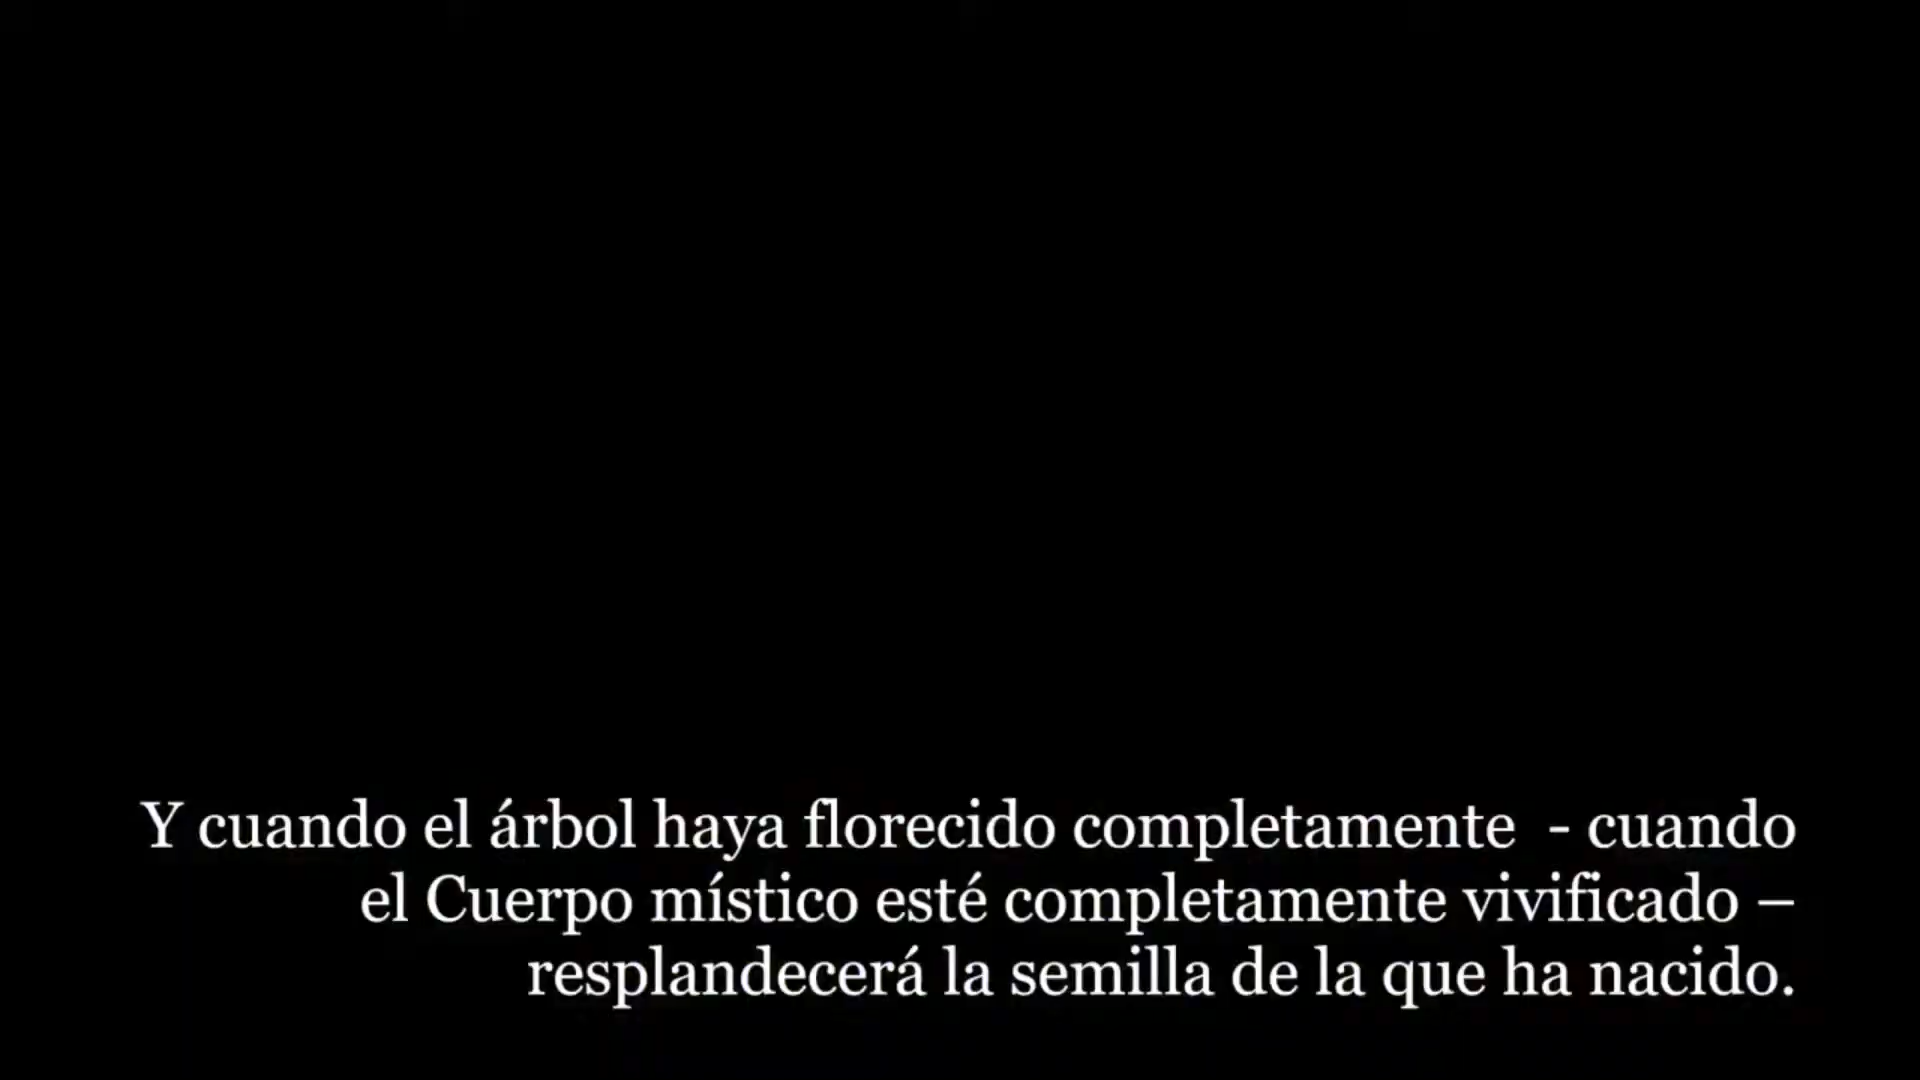 Y cuando el árbol haya florecido completamente  - cuando
el Cuerpo místico esté completamente vivificado –
resplandecerá la semilla de la que ha nacido.